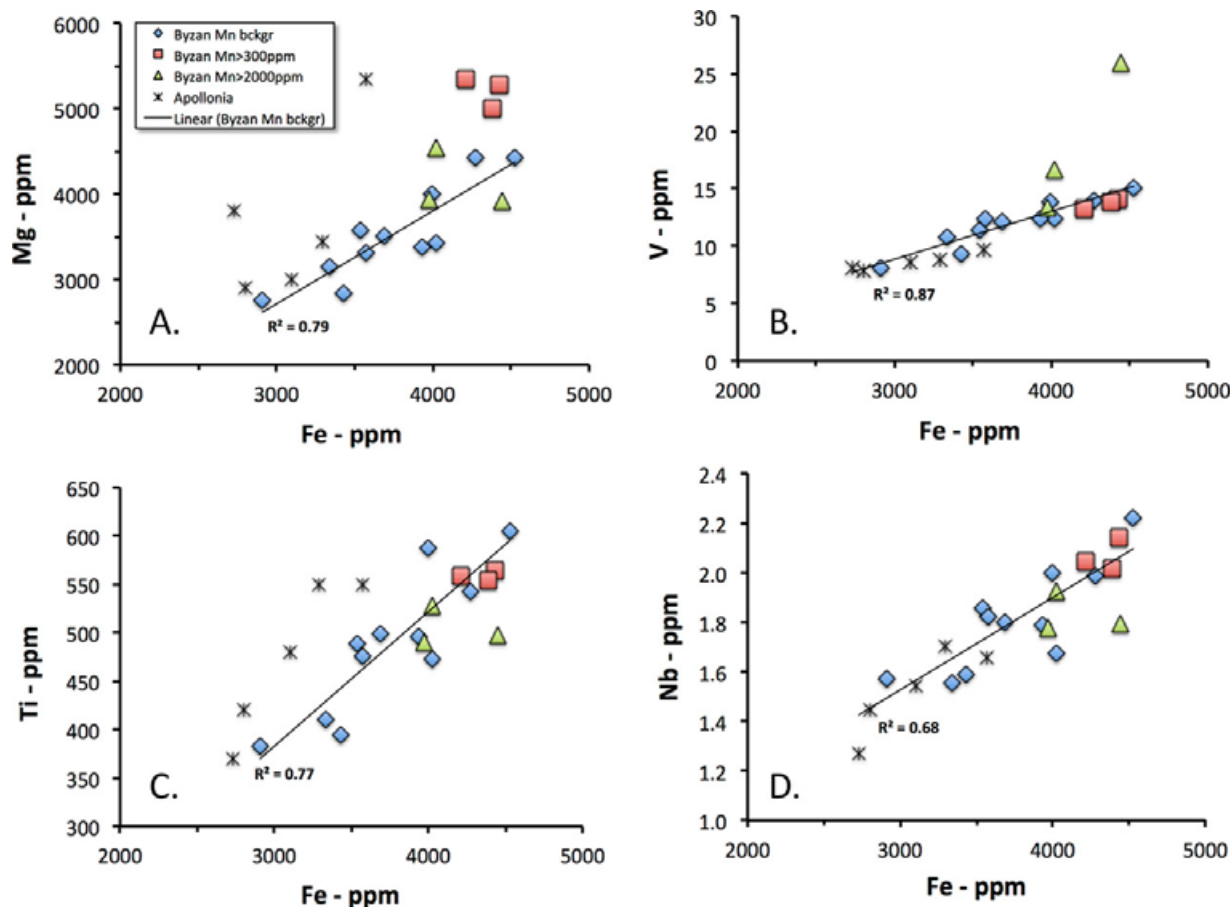 6000
5000
4000
3000
2000
Mg - ppm
Byzan Mn bckgr
Byzan Mn>300ppm
Byzan Mn>2000ppm
Apollonia
Linear (Byzan Mn bckgr)
A.
R² = 0.79
2000 3000 4000 5000
Fe - ppm
30
25
20
15
10
5
0
V - ppm
B.
R² = 0.87
2000 3000 4000 5000
Fe - ppm
650
600
550
500
450
400
350
300
Ti - ppm
C.
R² = 0.77
2000 3000 4000 5000
Fe - ppm
2.4
2.2
2.0
1.8
1.6
1.4
1.2
1.0
Nb - ppm
D.
R² = 0.68
2000 3000 4000 5000
Fe - ppm